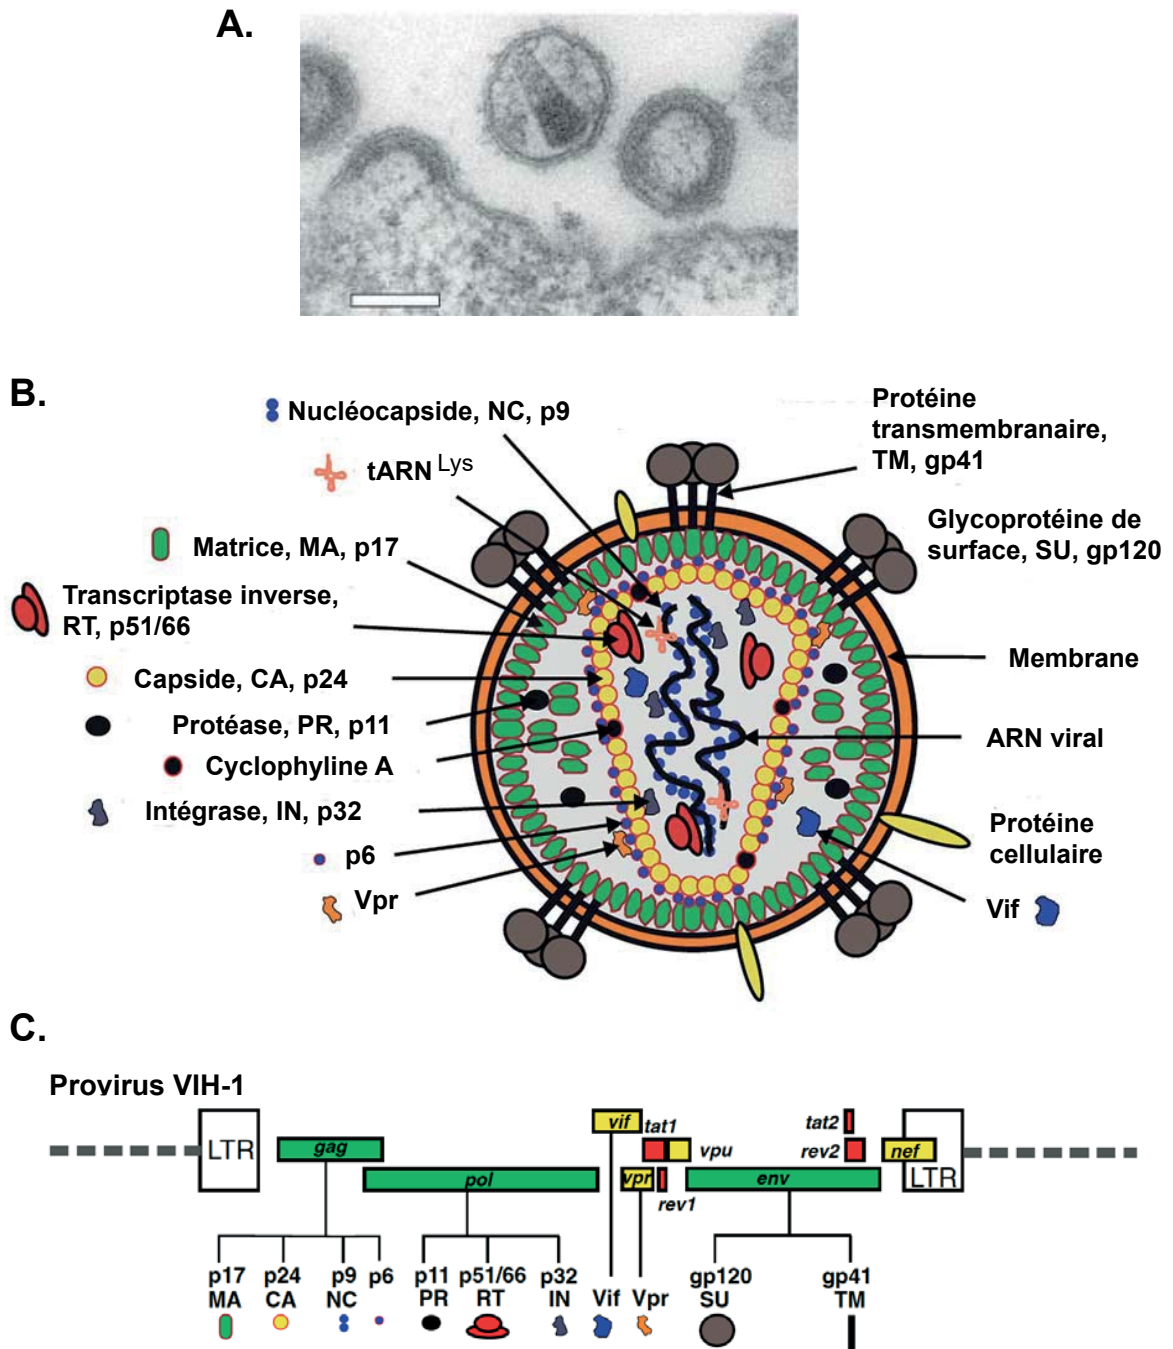 A.
B.
Nucléocapside, NC, p9
tARN Lys
Matrice, MA, p17
Transcriptase inverse,
RT, p51/66
Capside, CA, p24
Protéase, PR, p11
Cyclophyline A
Intégrase, IN, p32
p6
Vpr
Protéine
transmembranaire,
TM, gp41
Glycoprotéine de
surface, SU, gp120
Membrane
ARN viral
Protéine
cellulaire
Vif
C.
Provirus VIH-1
LTR
gag
pol
vif
tat1
vpu
vpr
rev1
env
tat2
rev2
nef
LTR
p17
MA
p24
CA
p9
NC
p6
p11
PR
p51/66
RT
p32
IN
Vif
Vpr
gp120
SU
gp41
TM